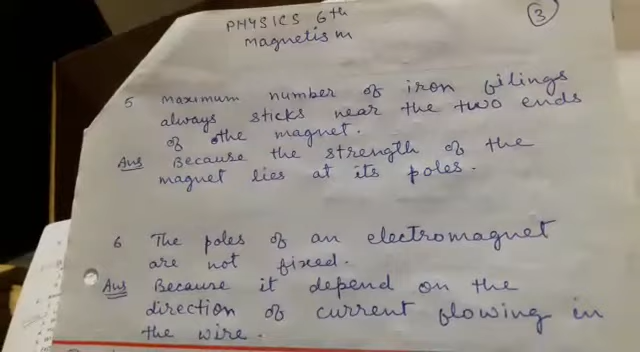 PHYSICS 6th
3
Magnetism
5 Maximum number of iron filings
always sticks near the two ends
of the magnet.
Ans Because the strength of the
magnet lies at its poles.
6 The poles of an electromagnet
are not fixed.
Ans Because it depend on the
direction of current flowing in
the wire.